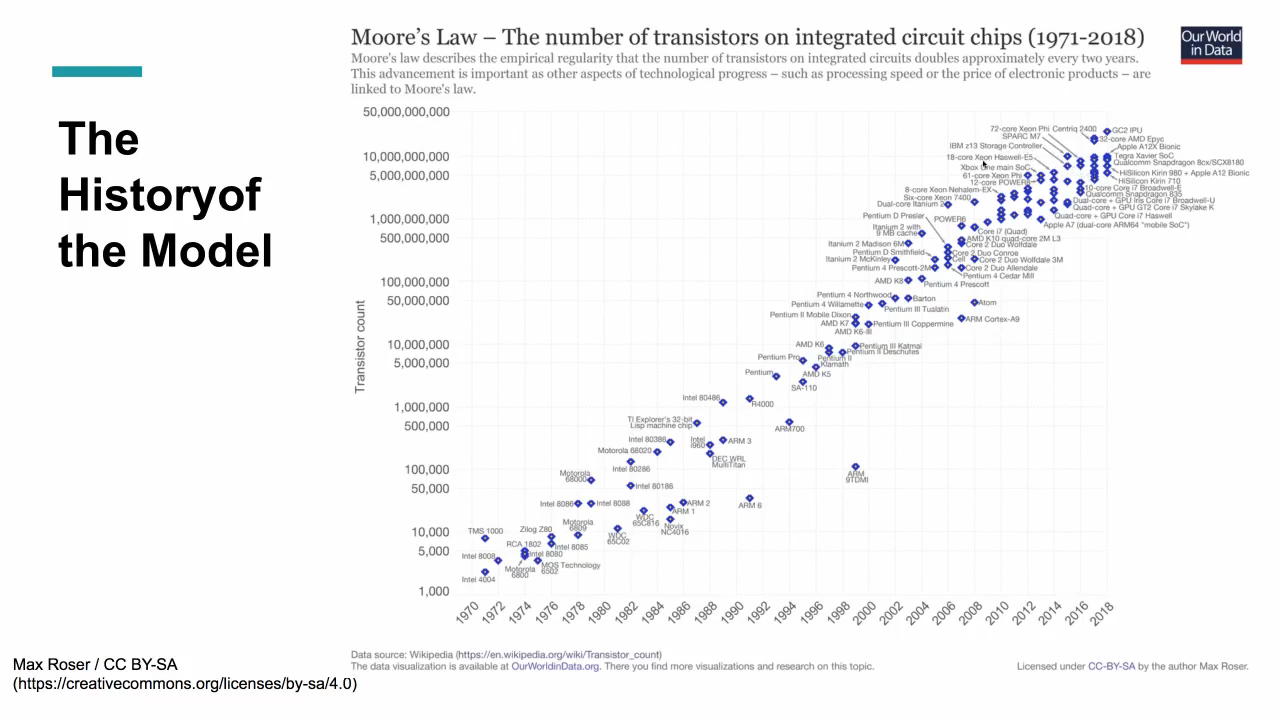 The
Historyof
the Model
Max Roser / CC BY-SA
(https://creativecommons.org/licenses/by-sa/4.0)
Moore's Law – The number of transistors on integrated circuit chips (1971-2018)
Moore's law describes the empirical regularity that the number of transistors on integrated circuits doubles approximately every two years.
This advancement is important as other aspects of technological progress – such as processing speed or the price of electronic products – are
linked to Moore's law.
Our World
in Data
Transistor count
50,000,000,000
10,000,000,000
5,000,000,000
1,000,000,000
500,000,000
100,000,000
50,000,000
10,000,000
5,000,000
1,000,000
500,000
100,000
50,000
10,000
5,000
1,000
72-core Xeon Phi
Centriq 2400
GC2 IPU
SPARC M7
32-core AMD Epyc
IBM z13 Storage Controller
Apple A12X Bionic
18-core Xeon Haswell-E5
Tegra Xavier SoC
Qualcomm Snapdragon 8cx/SCX8180
Xbox One main SoC
61-core Xeon Phi
HiSilicon Kirin 980 + Apple A12 Bionic
12-core POWER8
HiSilicon Kirin 710
8-core Xeon Nehalem-EX
10-core Core i7 Broadwell-E
Six-core Xeon 7400
Qualcomm Snapdragon 835
Dual-core Itanium 2
Dual-core + GPU Iris Core i7 Broadwell-U
Quad-core + GPU GT2 Core i7 Skylake K
Pentium D Presler
POWER6
Quad-core + GPU Core i7 Haswell
Itanium 2 with
9 MB cache
Apple A7 (dual-core ARM64 "mobile SoC")
Core i7 (Quad)
AMD K10 quad-core 2M L3
Itanium 2 Madison 6M
Core 2 Duo Wolfdale
Pentium D Smithfield
Core 2 Duo Conroe
Itanium 2 McKinley
Cell
Core 2 Duo Wolfdale 3M
Pentium 4 Prescott-2M
Core 2 Duo Allendale
Pentium 4 Cedar Mill
AMD K8
Pentium 4 Prescott
Pentium 4 Northwood
Barton
Atom
Pentium 4 Willamette
Pentium III Tualatin
Pentium II Mobile Dixon
ARM Cortex-A9
AMD K7
Pentium III Coppermine
AMD K6-III
AMD K6
Pentium III Katmai
Pentium II Deschutes
Pentium Pro
Pentium II
Klamath
Pentium
AMD K5
SA-110
Intel 80486
R4000
TI Explorer's 32-bit
Lisp machine chip
ARM700
Intel 80386
Intel
i960
ARM 3
Motorola 68020
DEC WRL
MultiTitan
Intel 80286
ARM
9TDMI
Motorola
68000
Intel 80186
Intel 8086
Intel 8088
ARM 2
ARM 6
ARM 1
WDC
65C816
Novix
NC4016
Motorola
6809
TMS 1000
Zilog Z80
WDC
65C02
RCA 1802
Intel 8085
Intel 8008
Intel 8080
Motorola
6800
MOS Technology
6502
Intel 4004
1970
1972
1974
1976
1978
1980
1982
1984
1986
1988
1990
1992
1994
1996
1998
2000
2002
2004
2006
2008
2010
2012
2014
2016
2018
Data source: Wikipedia (https://en.wikipedia.org/wiki/Transistor_count)
The data visualization is available at OurWorldinData.org. There you find more visualizations and research on this topic.
Licensed under CC-BY-SA by the author Max Roser.